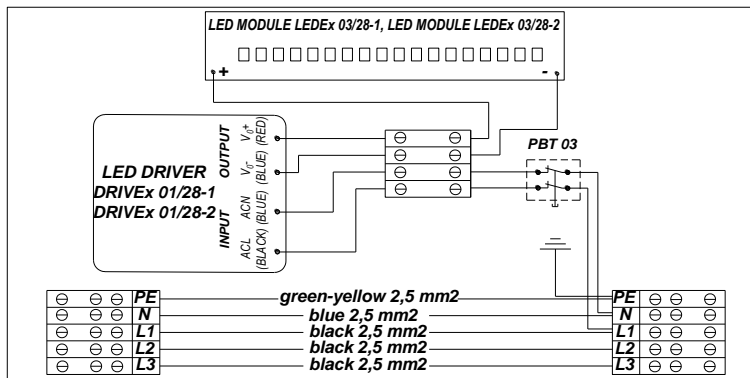 LED MODULE LEDEx 03/28-1, LED MODULE LEDEx 03/28-2
+ -
PBT 03
LED DRIVER
DRIVEx 01/28-1
DRIVEx 01/28-2
OUTPUT
V0+ (RED)
V0- (BLUE)
INPUT
ACN (BLUE)
ACL (BLACK)
PE green-yellow 2,5 mm2 PE
N blue 2,5 mm2 N
L1 black 2,5 mm2 L1
L2 black 2,5 mm2 L2
L3 black 2,5 mm2 L3